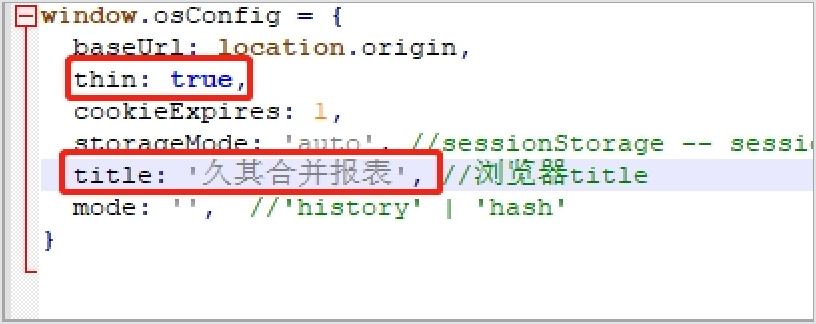 window.osConfig = {
baseUrl: location.origin,
thin: true,
cookieExpires: 1,
storageMode: 'auto', //sessionStorage -- sessi
title: '久其合并报表', //浏览器title
mode: '', //'history' | 'hash'
}